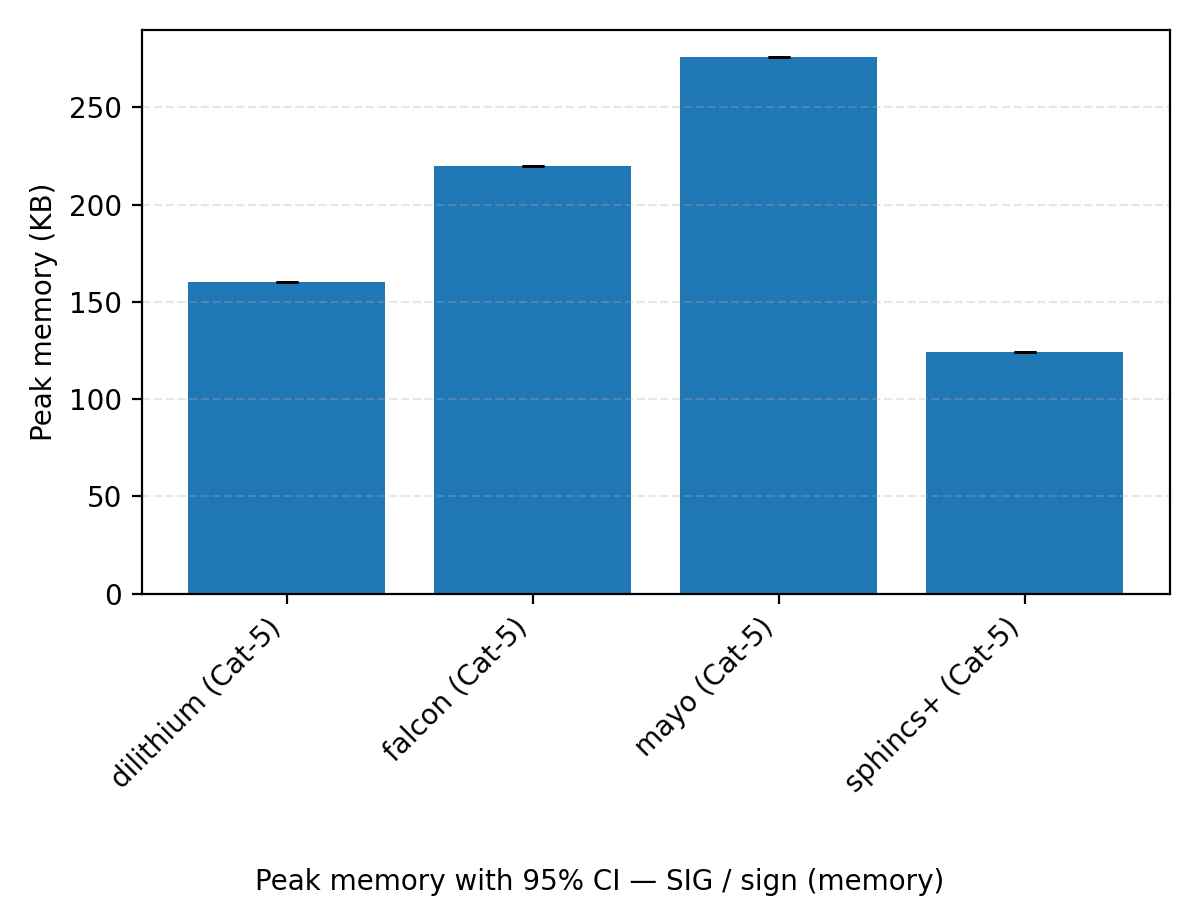 250
200
150
100
50
0
Peak memory (KB)
dilithium (Cat-5)
falcon (Cat-5)
mayo (Cat-5)
sphincs+ (Cat-5)
Peak memory with 95% CI — SIG / sign (memory)